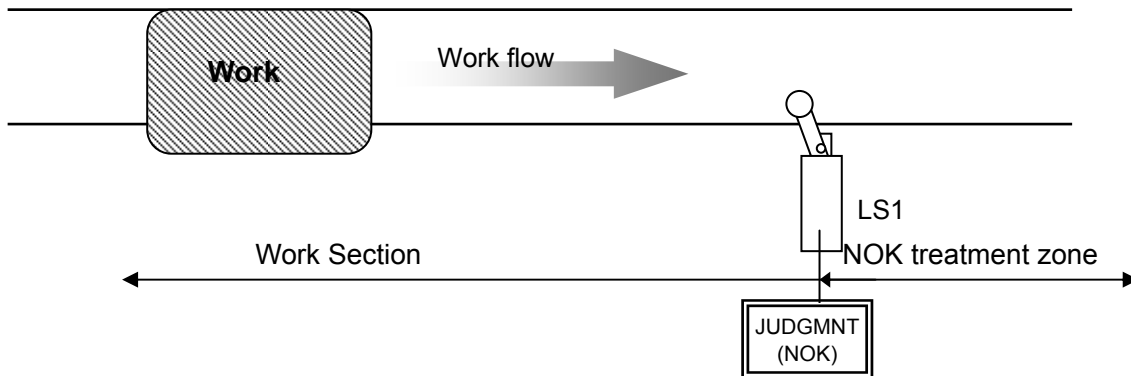 Work
Work flow
LS1
Work Section
NOK treatment zone
JUDGMNT
(NOK)